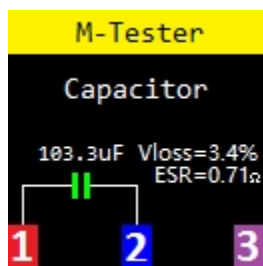 M-Tester
Capacitor
103.3uF Vloss=3.4%
ESR=0.71Ω
1 2 3